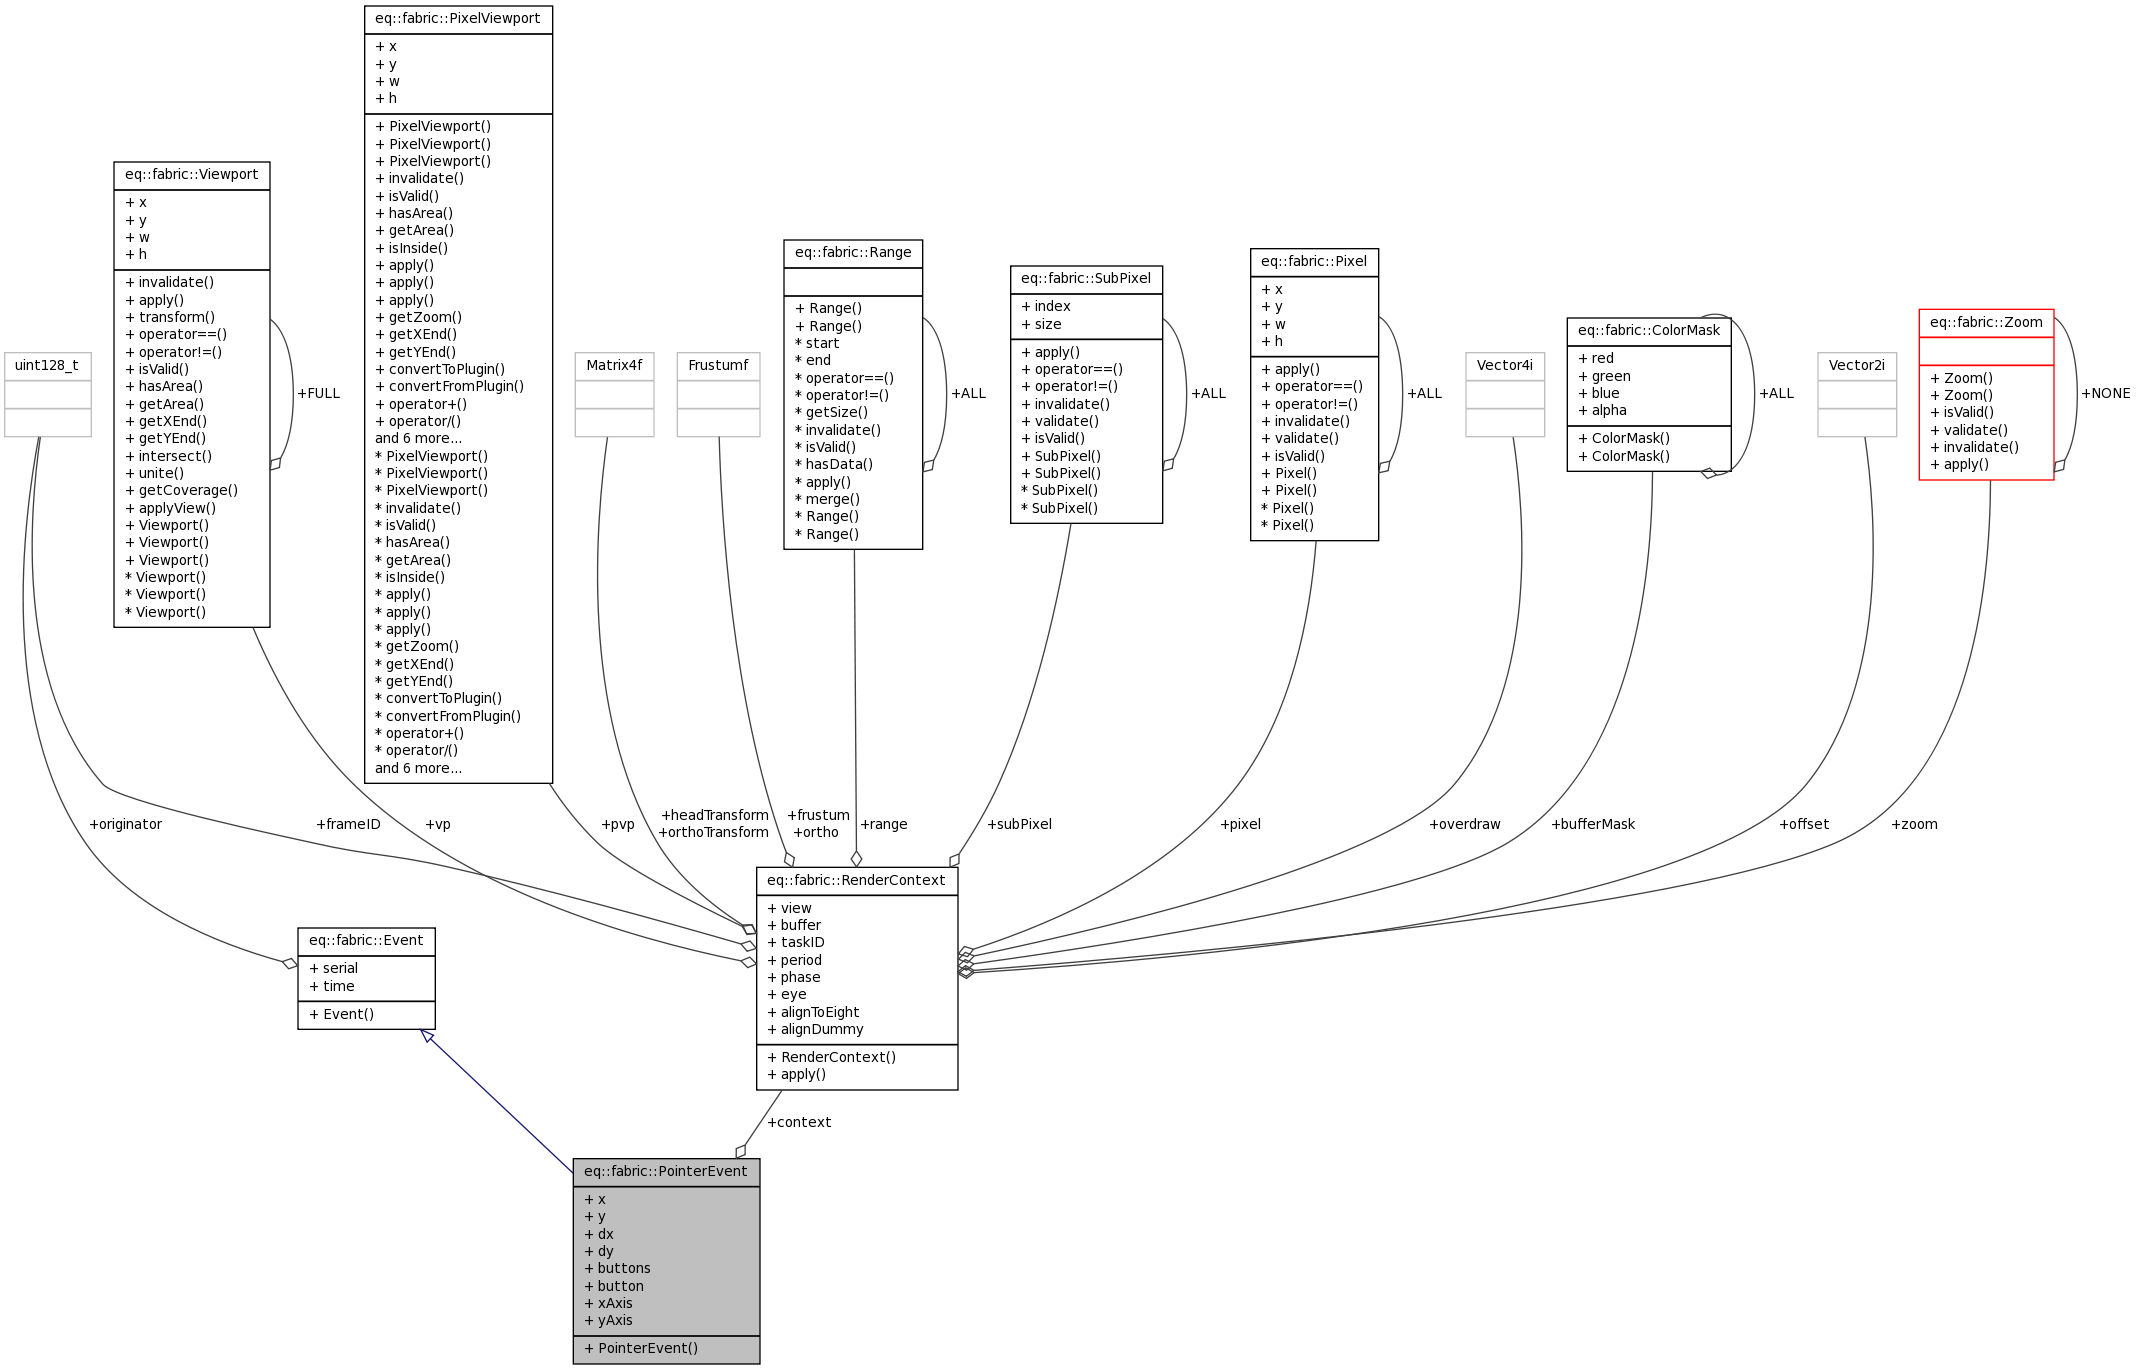 eq::fabric::PixelViewport
+ x
+ y
+ w
+ h
+ PixelViewport()
+ PixelViewport()
+ PixelViewport()
+ invalidate()
+ isValid()
+ hasArea()
+ getArea()
+ isInside()
+ apply()
+ apply()
+ apply()
+ getZoom()
+ getXEnd()
+ getYEnd()
+ convertToPlugin()
+ convertFromPlugin()
+ operator+()
+ operator/()
and 6 more...
* PixelViewport()
* PixelViewport()
* PixelViewport()
* invalidate()
* isValid()
* hasArea()
* getArea()
* isInside()
* apply()
* apply()
* apply()
* getZoom()
* getXEnd()
* getYEnd()
* convertToPlugin()
* convertFromPlugin()
* operator+()
* operator/()
and 6 more...
eq::fabric::Viewport
+ x
+ y
+ w
+ h
+ invalidate()
+ apply()
+ transform()
+ operator==()
+ operator!=()
+ isValid()
+ hasArea()
+ getArea()
+ getXEnd()
+ getYEnd()
+ intersect()
+ unite()
+ getCoverage()
+ applyView()
+ Viewport()
+ Viewport()
+ Viewport()
* Viewport()
* Viewport()
* Viewport()
+FULL
uint128_t
Matrix4f
Frustumf
eq::fabric::Range
+ Range()
+ Range()
* start
* end
* operator==()
* operator!=()
* getSize()
* invalidate()
* isValid()
* hasData()
* apply()
* merge()
* Range()
* Range()
+ALL
eq::fabric::SubPixel
+ index
+ size
+ apply()
+ operator==()
+ operator!=()
+ invalidate()
+ validate()
+ isValid()
+ SubPixel()
+ SubPixel()
* SubPixel()
* SubPixel()
+ALL
eq::fabric::Pixel
+ x
+ y
+ w
+ h
+ apply()
+ operator==()
+ operator!=()
+ invalidate()
+ validate()
+ isValid()
+ Pixel()
+ Pixel()
* Pixel()
* Pixel()
+ALL
Vector4i
eq::fabric::ColorMask
+ red
+ green
+ blue
+ alpha
+ ColorMask()
+ ColorMask()
+ALL
Vector2i
eq::fabric::Zoom
+ Zoom()
+ Zoom()
+ isValid()
+ validate()
+ invalidate()
+ apply()
+NONE
+originator
+frameID
+vp
+pvp
+headTransform
+orthoTransform
+frustum
+ortho
+range
+subPixel
+pixel
+overdraw
+bufferMask
+offset
+zoom
eq::fabric::RenderContext
+ view
+ buffer
+ taskID
+ period
+ phase
+ eye
+ alignToEight
+ alignDummy
+ RenderContext()
+ apply()
eq::fabric::Event
+ serial
+ time
+ Event()
+context
eq::fabric::PointerEvent
+ x
+ y
+ dx
+ dy
+ buttons
+ button
+ xAxis
+ yAxis
+ PointerEvent()